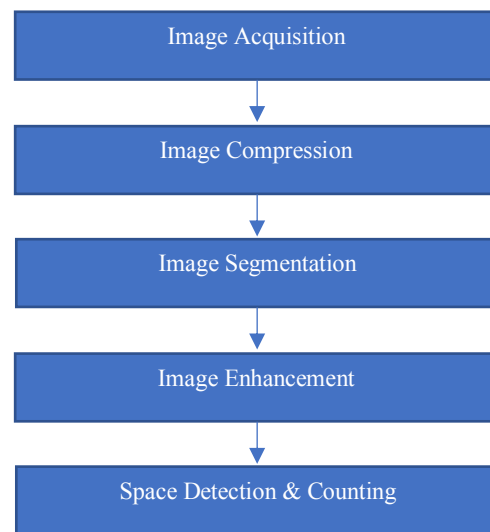 Image Acquisition
Image Compression
Image Segmentation
Image Enhancement
Space Detection & Counting